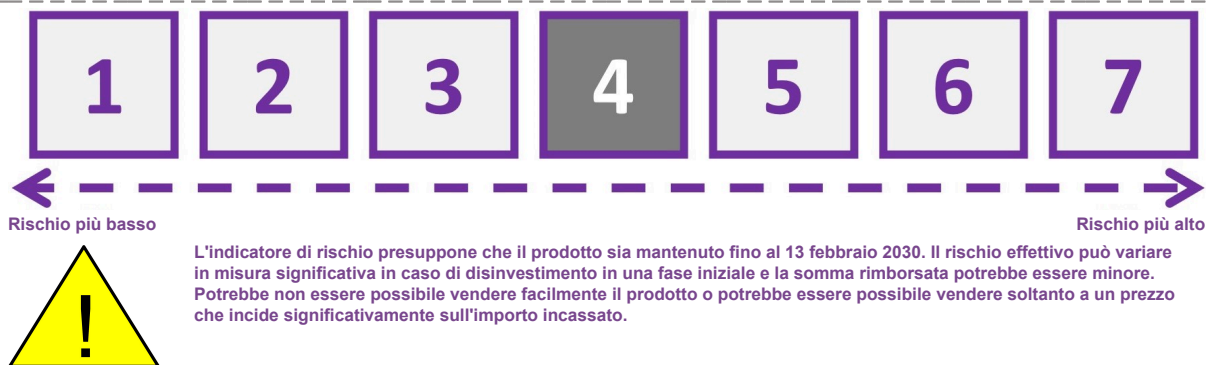 1 2 3 4 5 6 7
Rischio più basso Rischio più alto
L'indicatore di rischio presuppone che il prodotto sia mantenuto fino al 13 febbraio 2030. Il rischio effettivo può variare
in misura significativa in caso di disinvestimento in una fase iniziale e la somma rimborsata potrebbe essere minore.
Potrebbe non essere possibile vendere facilmente il prodotto o potrebbe essere possibile vendere soltanto a un prezzo
che incide significativamente sull'importo incassato.
!